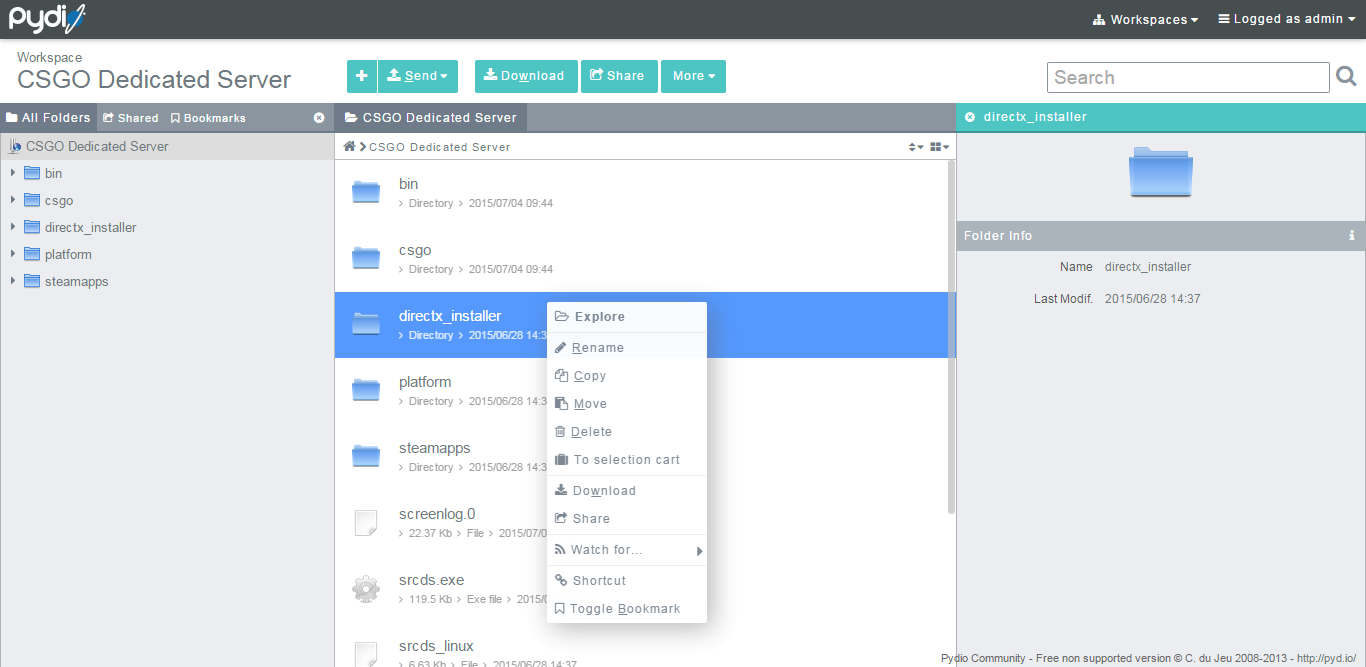 pydio
Workspaces
Logged as admin
Workspace
CSGO Dedicated Server
Send
Download
Share
More
Search
All Folders
Shared
Bookmarks
CSGO Dedicated Server
directx_installer
CSGO Dedicated Server
bin
csgo
directx_installer
platform
steamapps
CSGO Dedicated Server
bin
Directory
2015/07/04 09:44
csgo
Directory
2015/07/04 09:44
directx_installer
Directory
2015/06/28 14:3
platform
Directory
2015/06/28 14:3
steamapps
Directory
2015/06/28 14:3
screenlog.0
22.37 Kb
File
2015/07/0
srcds.exe
119.5 Kb
Exe file
2015/0
srcds_linux
6.63 Kb
File
2015/06/28 14:37
Explore
Rename
Copy
Move
Delete
To selection cart
Download
Share
Watch for...
Shortcut
Toggle Bookmark
Folder Info
Name
directx_installer
Last Modif.
2015/06/28 14:37
Pydio Community - Free non supported version © C. du Jeu 2008-2013 - http://pyd.io/